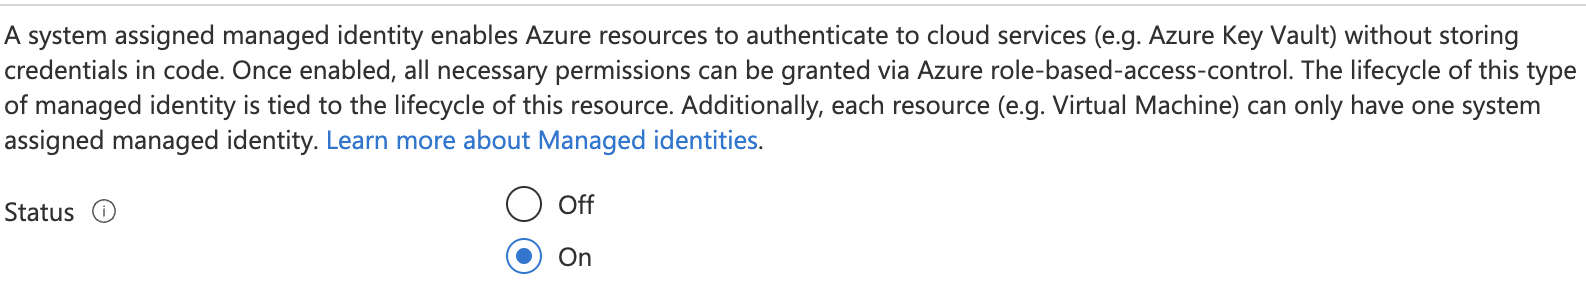 A system assigned managed identity enables Azure resources to authenticate to cloud services (e.g. Azure Key Vault) without storing
credentials in code. Once enabled, all necessary permissions can be granted via Azure role-based-access-control. The lifecycle of this type
of managed identity is tied to the lifecycle of this resource. Additionally, each resource (e.g. Virtual Machine) can only have one system
assigned managed identity. Learn more about Managed identities.
Status
Off
On